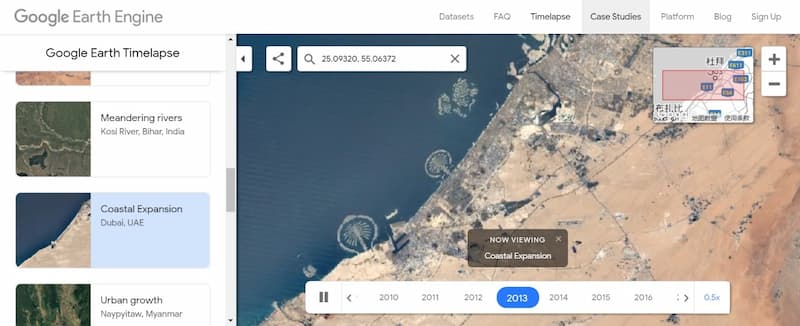 Google Earth Engine
Datasets
FAQ
Timelapse
Case Studies
Platform
Blog
Sign Up
Google Earth Timelapse
Meandering rivers
Kosi River, Bihar, India
Coastal Expansion
Dubai, UAE
Urban growth
Naypyitaw, Myanmar
25.09320, 55.06372
杜拜
E311
E611
E11
布扎比
地图数据
使用条款
NOW VIEWING
Coastal Expansion
2010
2011
2012
2013
2014
2015
2016
0.5x